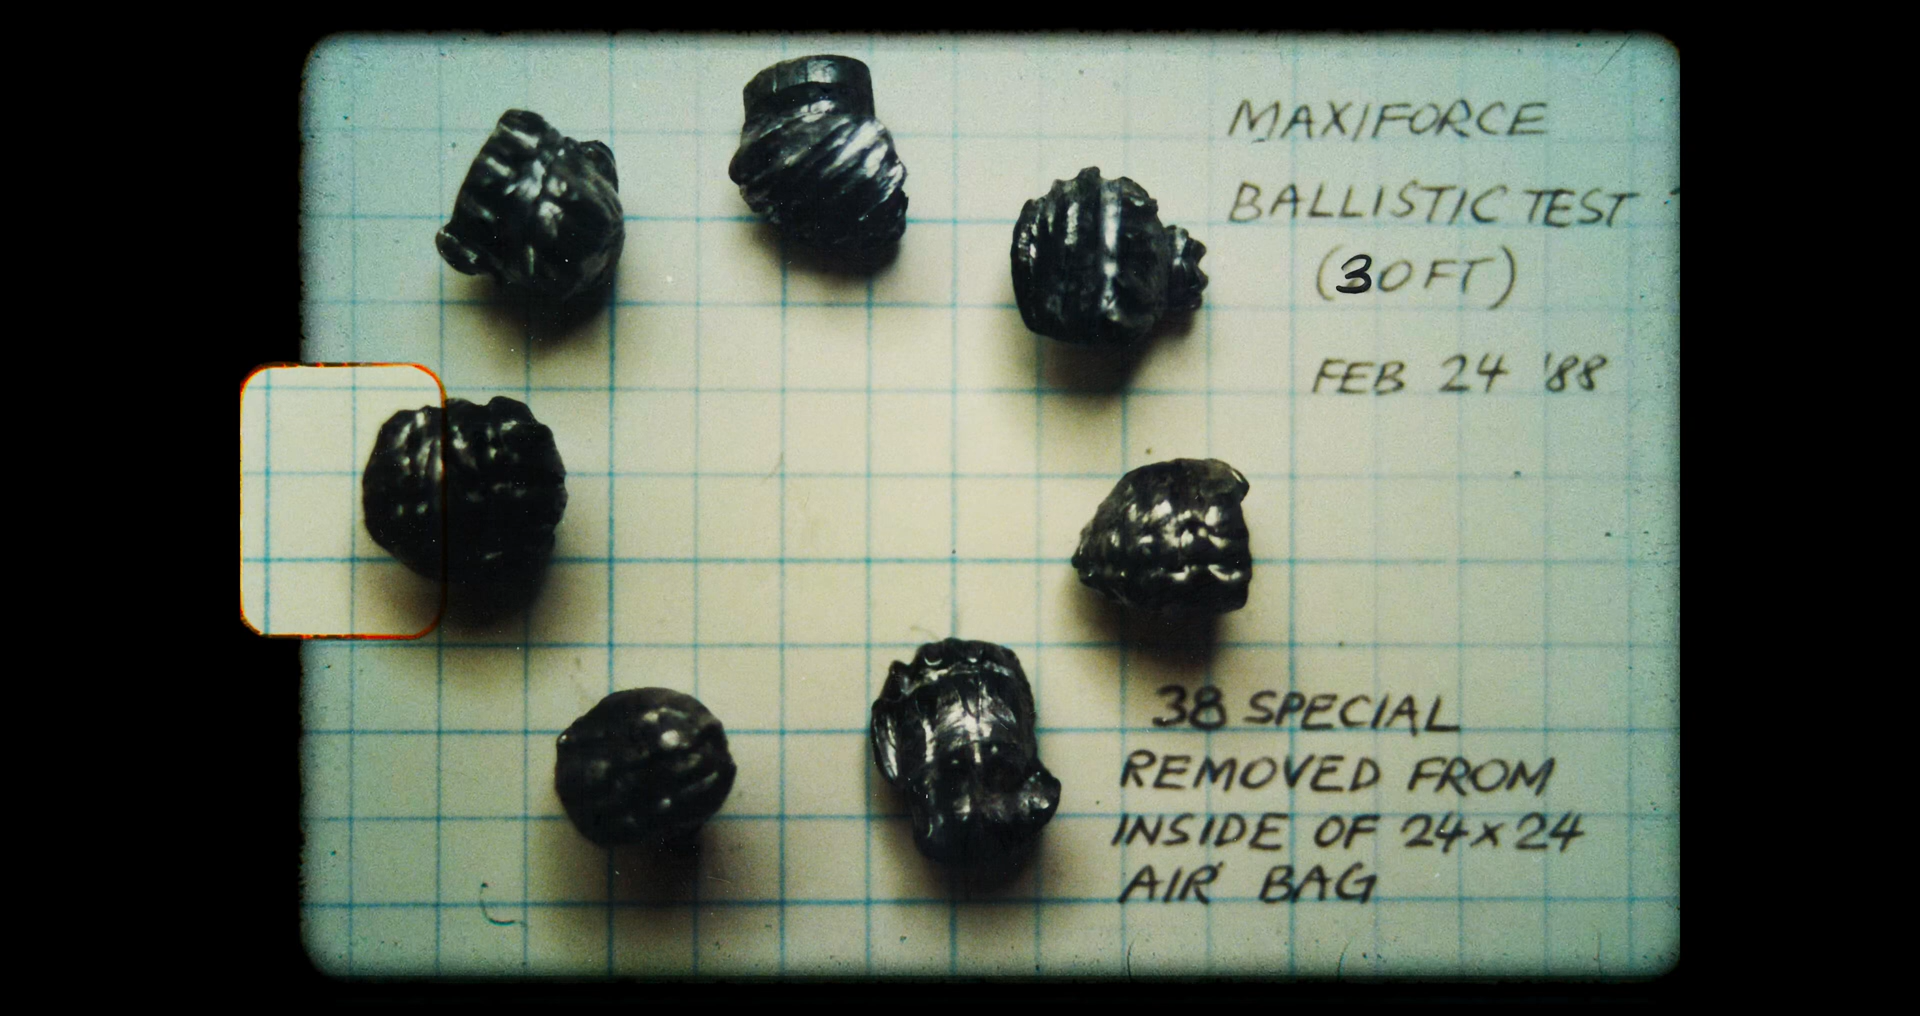 MAXIFORCE
BALLISTIC TEST
(30FT)
FEB 24 '88
38 SPECIAL
REMOVED FROM
INSIDE OF 24x24
AIR BAG